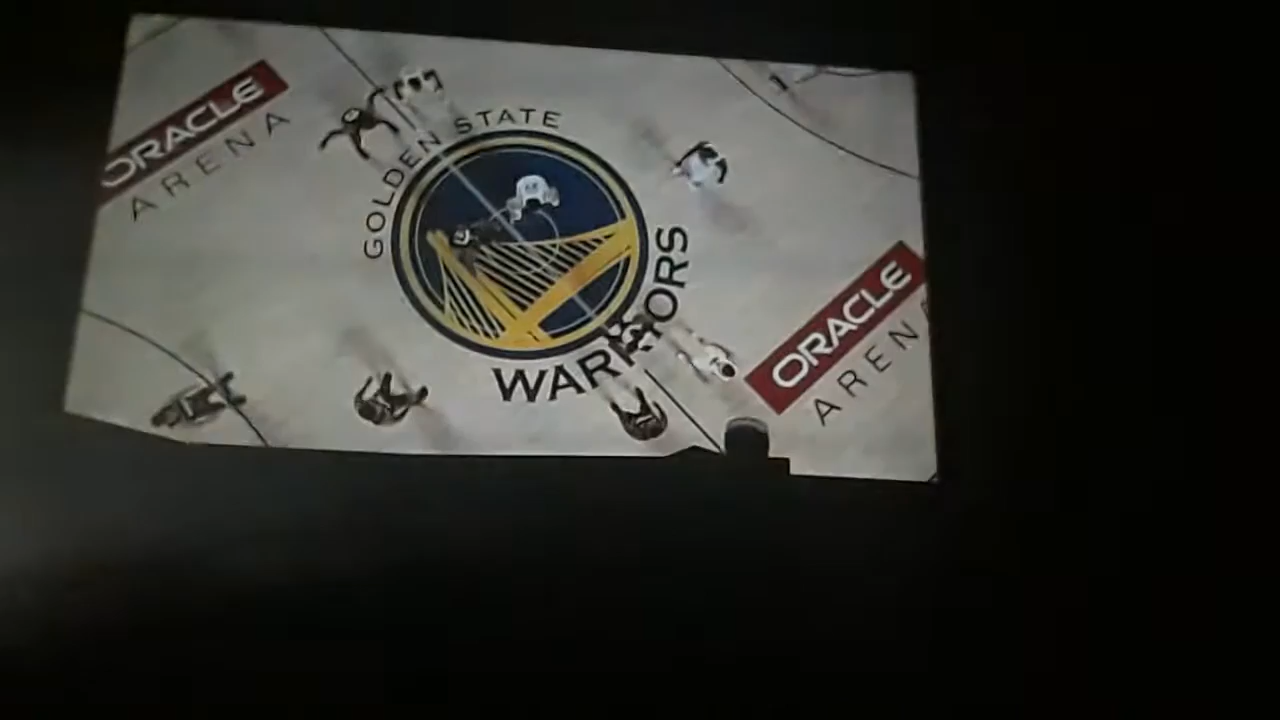 ORACLE
ARENA
GOLDEN STATE
WARRIORS
ORACLE
ARENA